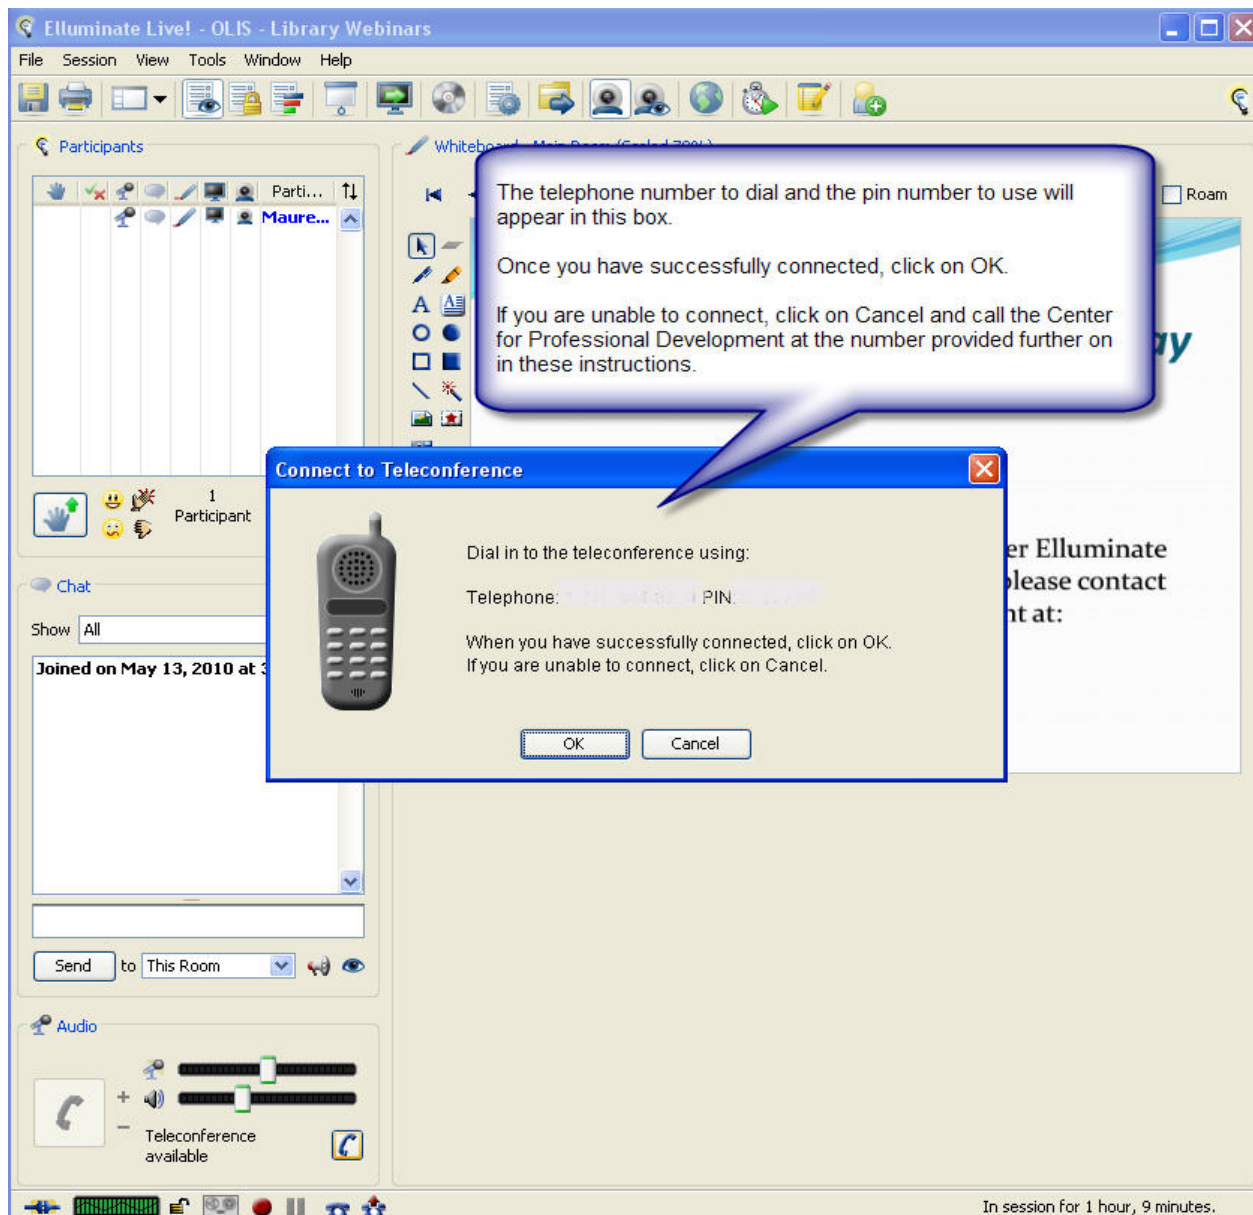 Elluminate Live! - OLIS - Library Webinars
File Session View Tools Window Help
Participants
Whiteboard - Main Room (Scaled 79%)
Parti...
Maure...
Roam
The telephone number to dial and the pin number to use will
appear in this box.
Once you have successfully connected, click on OK.
If you are unable to connect, click on Cancel and call the Center
for Professional Development at the number provided further on
in these instructions.
ay
A
1
Participant
Connect to Teleconference
Dial in to the teleconference using:
Telephone: PIN:
When you have successfully connected, click on OK.
If you are unable to connect, click on Cancel.
OK Cancel
er Elluminate
please contact
nt at:
Chat
Show All
Joined on May 13, 2010 at
Send to This Room
Audio
Teleconference
available
In session for 1 hour, 9 minutes.